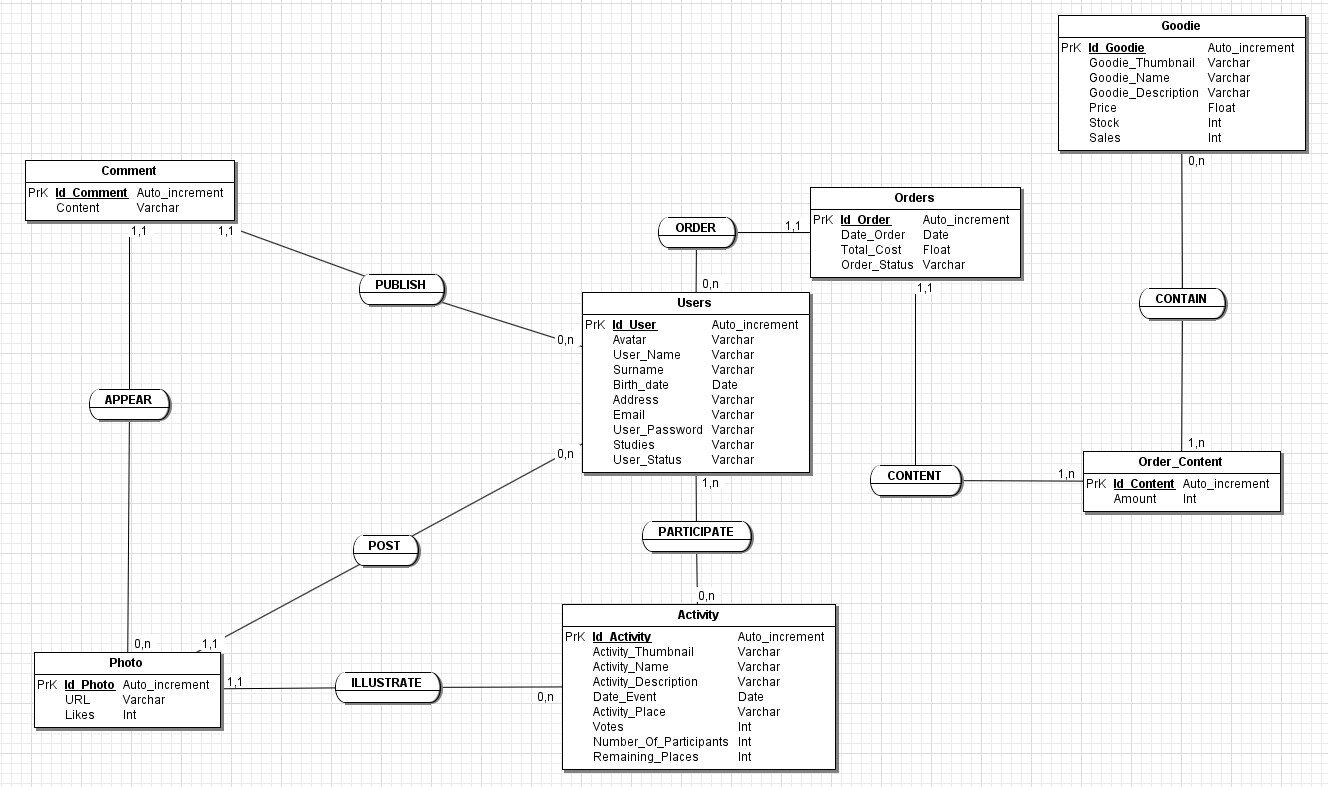 Goodie
PrK Id_Goodie Auto_increment
Goodie_Thumbnail Varchar
Goodie_Name Varchar
Goodie_Description Varchar
Price Float
Stock Int
Sales Int
0,n
Comment
PrK Id_Comment Auto_increment
Content Varchar
1,1
1,1
Orders
PrK Id_Order Auto_increment
Date_Order Date
Total_Cost Float
Order_Status Varchar
1,1
1,1
ORDER
0,n
PUBLISH
0,n
CONTAIN
1,n
Users
PrK Id_User Auto_increment
Avatar Varchar
User_Name Varchar
Surname Varchar
Birth_date Date
Address Varchar
Email Varchar
User_Password Varchar
Studies Varchar
User_Status Varchar
0,n
1,n
APPEAR
CONTENT
1,n
Order_Content
PrK Id_Content Auto_increment
Amount Int
POST
PARTICIPATE
0,n
0,n
1,1
Photo
PrK Id_Photo Auto_increment
URL Varchar
Likes Int
1,1
ILLUSTRATE
0,n
Activity
PrK Id_Activity Auto_increment
Activity_Thumbnail Varchar
Activity_Name Varchar
Activity_Description Varchar
Date_Event Date
Activity_Place Varchar
Votes Int
Number_Of_Participants Int
Remaining_Places Int